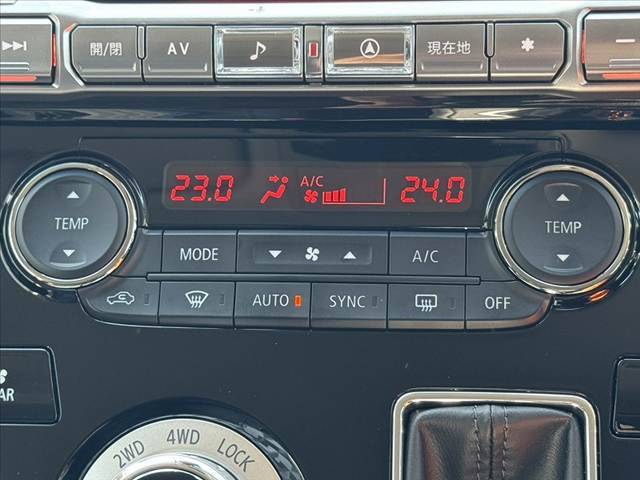 開/閉 AV 現在地
23.0 A/C 24.0
TEMP TEMP
MODE A/C
AUTO SYNC OFF
AR
2WD 4WD LOCK